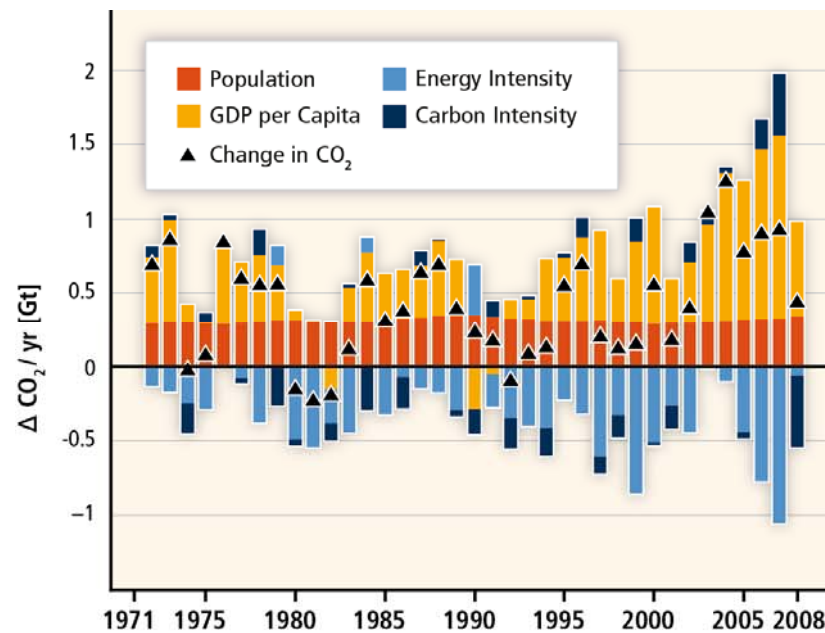 Population
Energy Intensity
GDP per Capita
Carbon Intensity
Change in CO₂
Δ CO₂/ yr [Gt]
2
1.5
1
0.5
0
-0.5
−1
1971 1975 1980 1985 1990 1995 2000 2005 2008